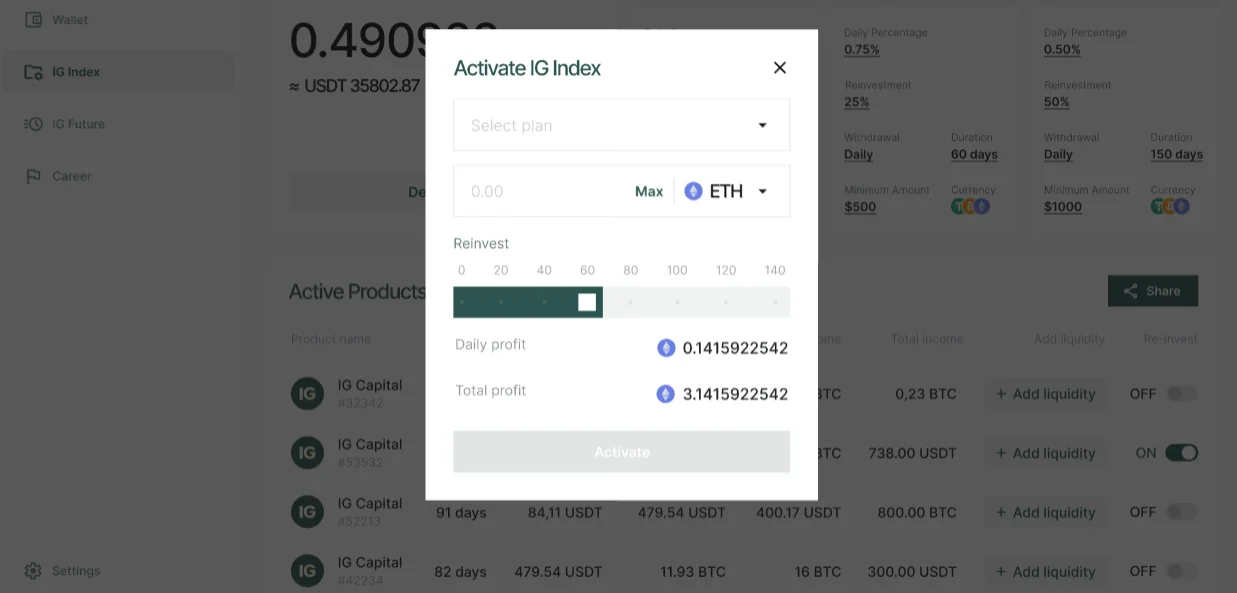 Wallet
IG Index
IG Future
Career
Settings
≈ USDT 35802.87
De
Daily Percentage
0.75%
Reinvestment
25%
Withdrawal Duration
Daily 60 days
Minimum Amount Currency
$500
Daily Percentage
0.50%
Reinvestment
50%
Withdrawal Duration
Daily 150 days
Minimum Amount Currency
$1000
Activate IG Index
Select plan
0.00 Max ETH
Reinvest
0 20 40 60 80 100 120 140
Daily profit 0.1415922542
Total profit 3.1415922542
Activate
Active Products
Share
Product name Total income Add liquidity Re-invest
IG IG Capital BTC 0,23 BTC + Add liquidity OFF
#32342
IG IG Capital BTC 738.00 USDT + Add liquidity ON
#53532
IG IG Capital 91 days 84,11 USDT 479.54 USDT 400.17 USDT 800.00 BTC + Add liquidity OFF
#52213
IG IG Capital 82 days 479.54 USDT 11.93 BTC 16 BTC 300.00 USDT + Add liquidity OFF
#42234